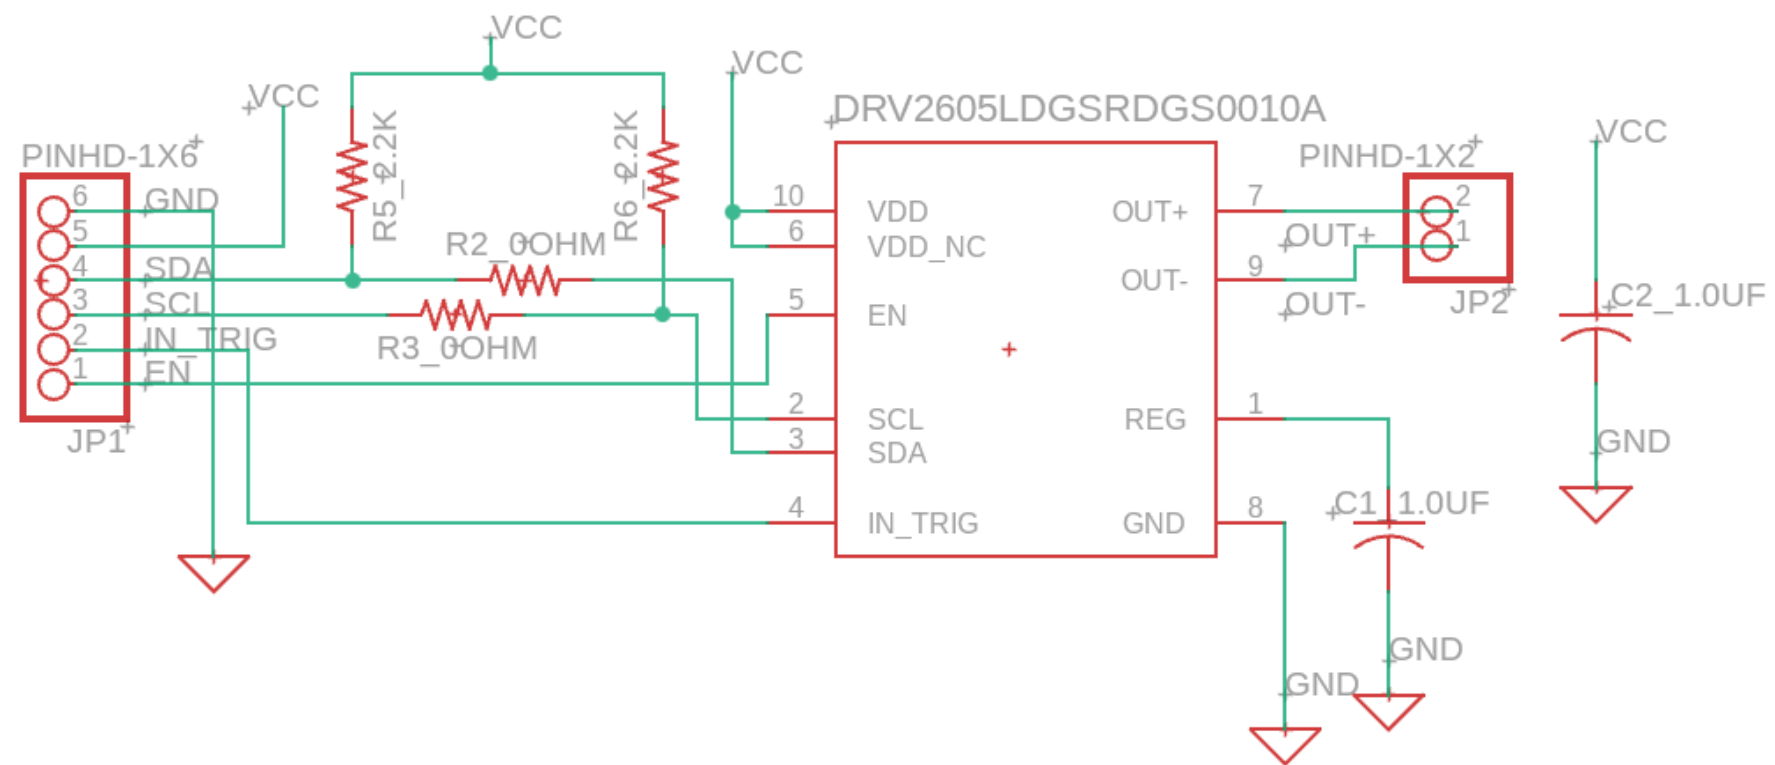 VCC
VCC
VCC
DRV2605LDGSRDGS0010A
PINHD-1X6
R5_2.2K
R6_2.2K
PINHD-1X2
VCC
6
GND
5
4
SDA
3
SCL
2
IN_TRIG
1
EN
JP1
R2_0OHM
R3_0OHM
10
VDD
6
VDD_NC
5
EN
2
SCL
3
SDA
4
IN_TRIG
OUT+
7
OUT-
9
REG
1
GND
8
OUT+
OUT-
2
1
JP2
C2_1.0UF
GND
C1_1.0UF
GND
GND